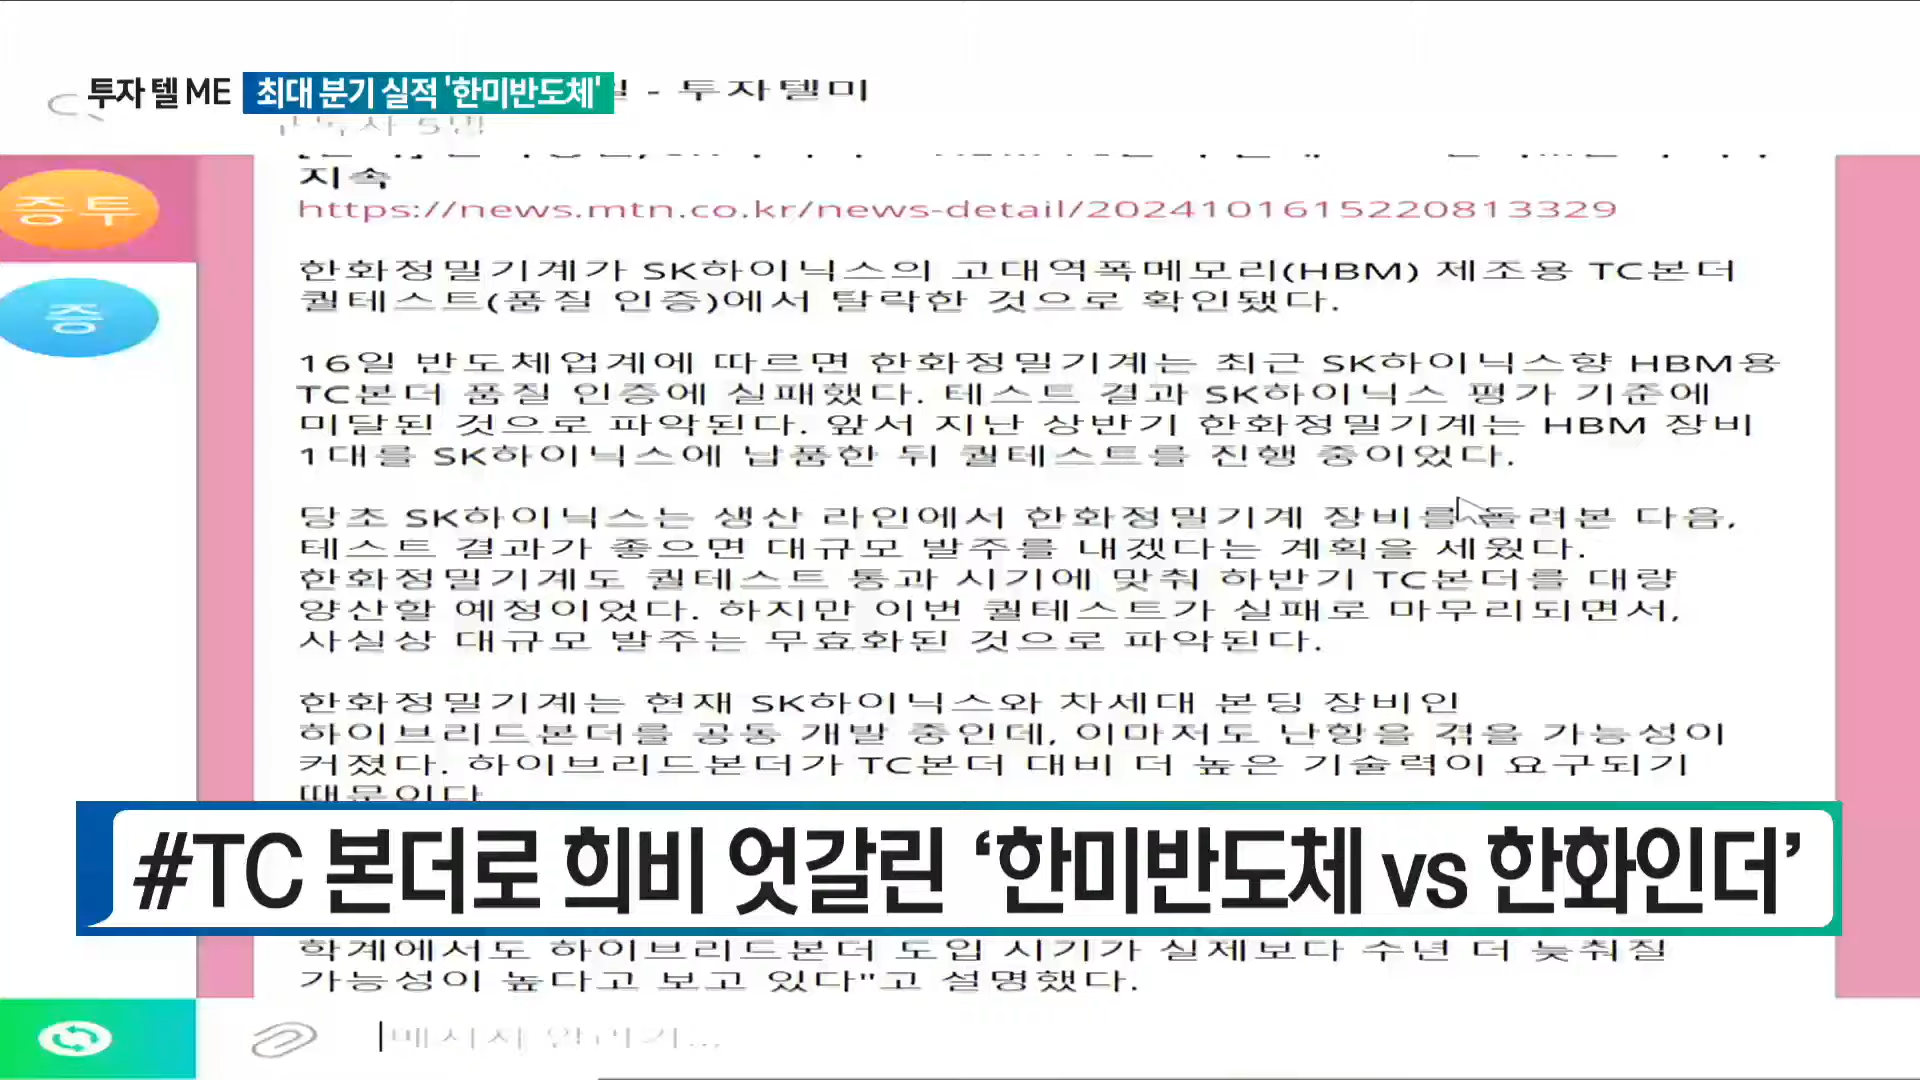 투자 텔 ME 최대 분기 실적 '한미반도체' - 투자텔미
5명
지속
https://news.mtn.co.kr/news-detail/2024101615220813329
증투
증
한화정밀기계가 SK하이닉스의 고대역폭메모리(HBM) 제조용 TC본더
퀄테스트(품질 인증)에서 탈락한 것으로 확인됐다.
16일 반도체업계에 따르면 한화정밀기계는 최근 SK하이닉스향 HBM용
TC본더 품질 인증에 실패했다. 테스트 결과 SK하이닉스 평가 기준에
미달된 것으로 파악된다. 앞서 지난 상반기 한화정밀기계는 HBM 장비
1대를 SK하이닉스에 납품한 뒤 퀄테스트를 진행 중이었다.
당초 SK하이닉스는 생산 라인에서 한화정밀기계 장비를 돌려본 다음,
테스트 결과가 좋으면 대규모 발주를 내겠다는 계획을 세웠다.
한화정밀기계도 퀄테스트 통과 시기에 맞춰 하반기 TC본더를 대량
양산할 예정이었다. 하지만 이번 퀄테스트가 실패로 마무리되면서,
사실상 대규모 발주는 무효화된 것으로 파악된다.
한화정밀기계는 현재 SK하이닉스와 차세대 본딩 장비인
하이브리드본더를 공동 개발 중인데, 이마저도 난항을 겪을 가능성이
커졌다. 하이브리드본더가 TC본더 대비 더 높은 기술력이 요구되기
때문이다
#TC 본더로 희비 엇갈린 ‘한미반도체 vs 한화인더’
학계에서도 하이브리드본더 도입 시기가 실제보다 수년 더 늦춰질
가능성이 높다고 보고 있다"고 설명했다.